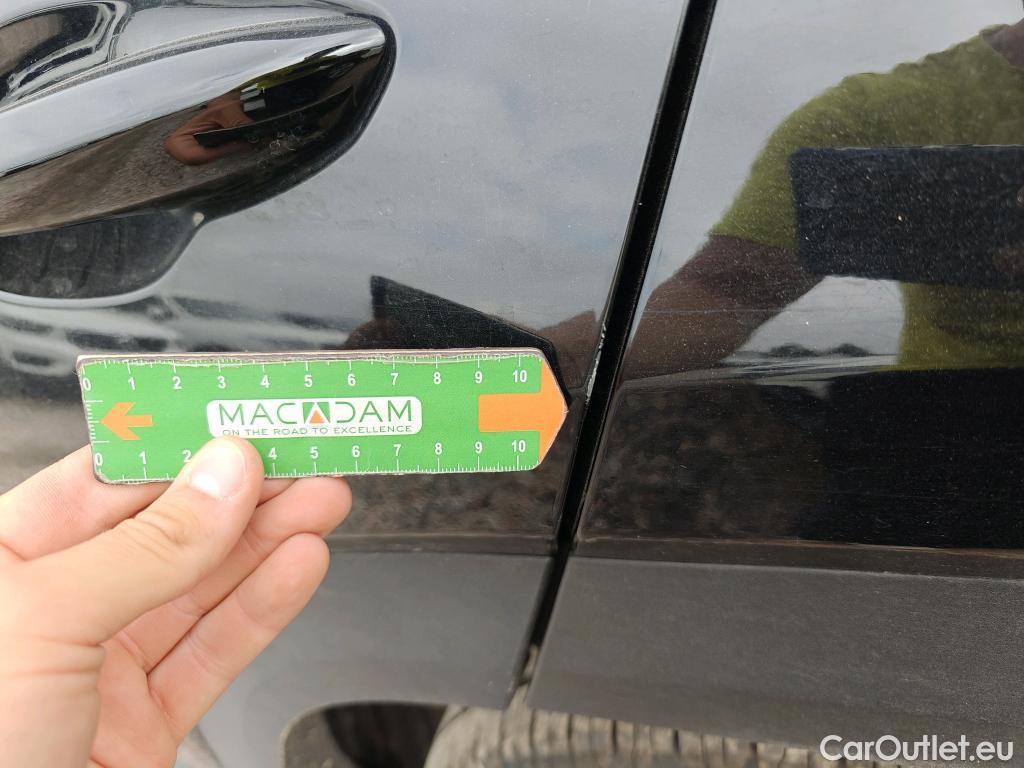 0 1 2 3 4 5 6 7 8 9 10
MACADAM
ON THE ROAD TO EXCELLENCE
0 1 2 4 5 6 7 8 9 10
CarOutlet.eu